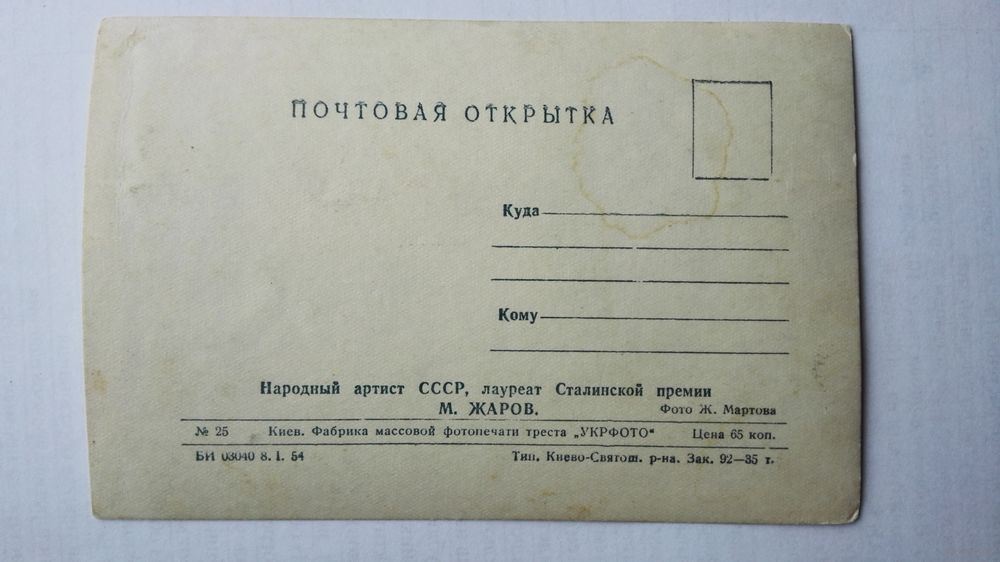 ПОЧТОВАЯ ОТКРЫТКА
Куда
Кому
Народный артист СССР, лауреат Сталинской премии
М. ЖАРОВ.
Фото Ж. Мартова
№ 25 Киев. Фабрика массовой фотопечати треста „УКРФОТО“ Цена 65 коп.
БИ 03040 8. I. 54 Тип. Киево-Святош. р-на. Зак. 92—35 т.